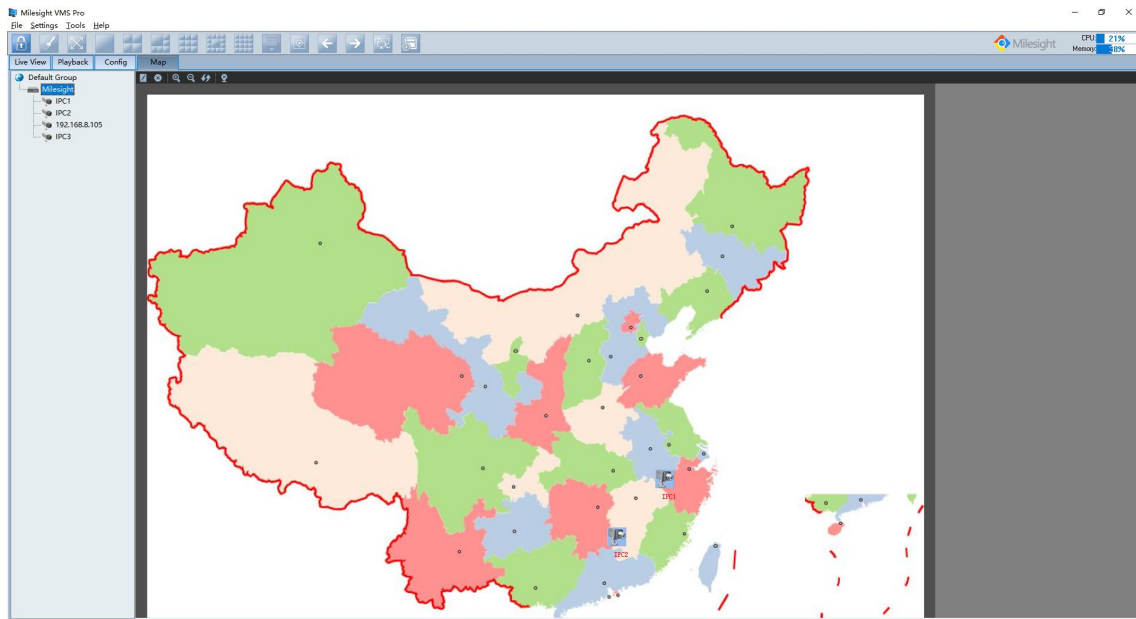 Milesight VMS Pro
File Settings Tools Help
Milesight
CPU: 21%
Memory: 48%
Live View Playback Config Map
Default Group
Milesight
IPC1
IPC2
192.168.8.105
IPC3
IPC1
IPC2